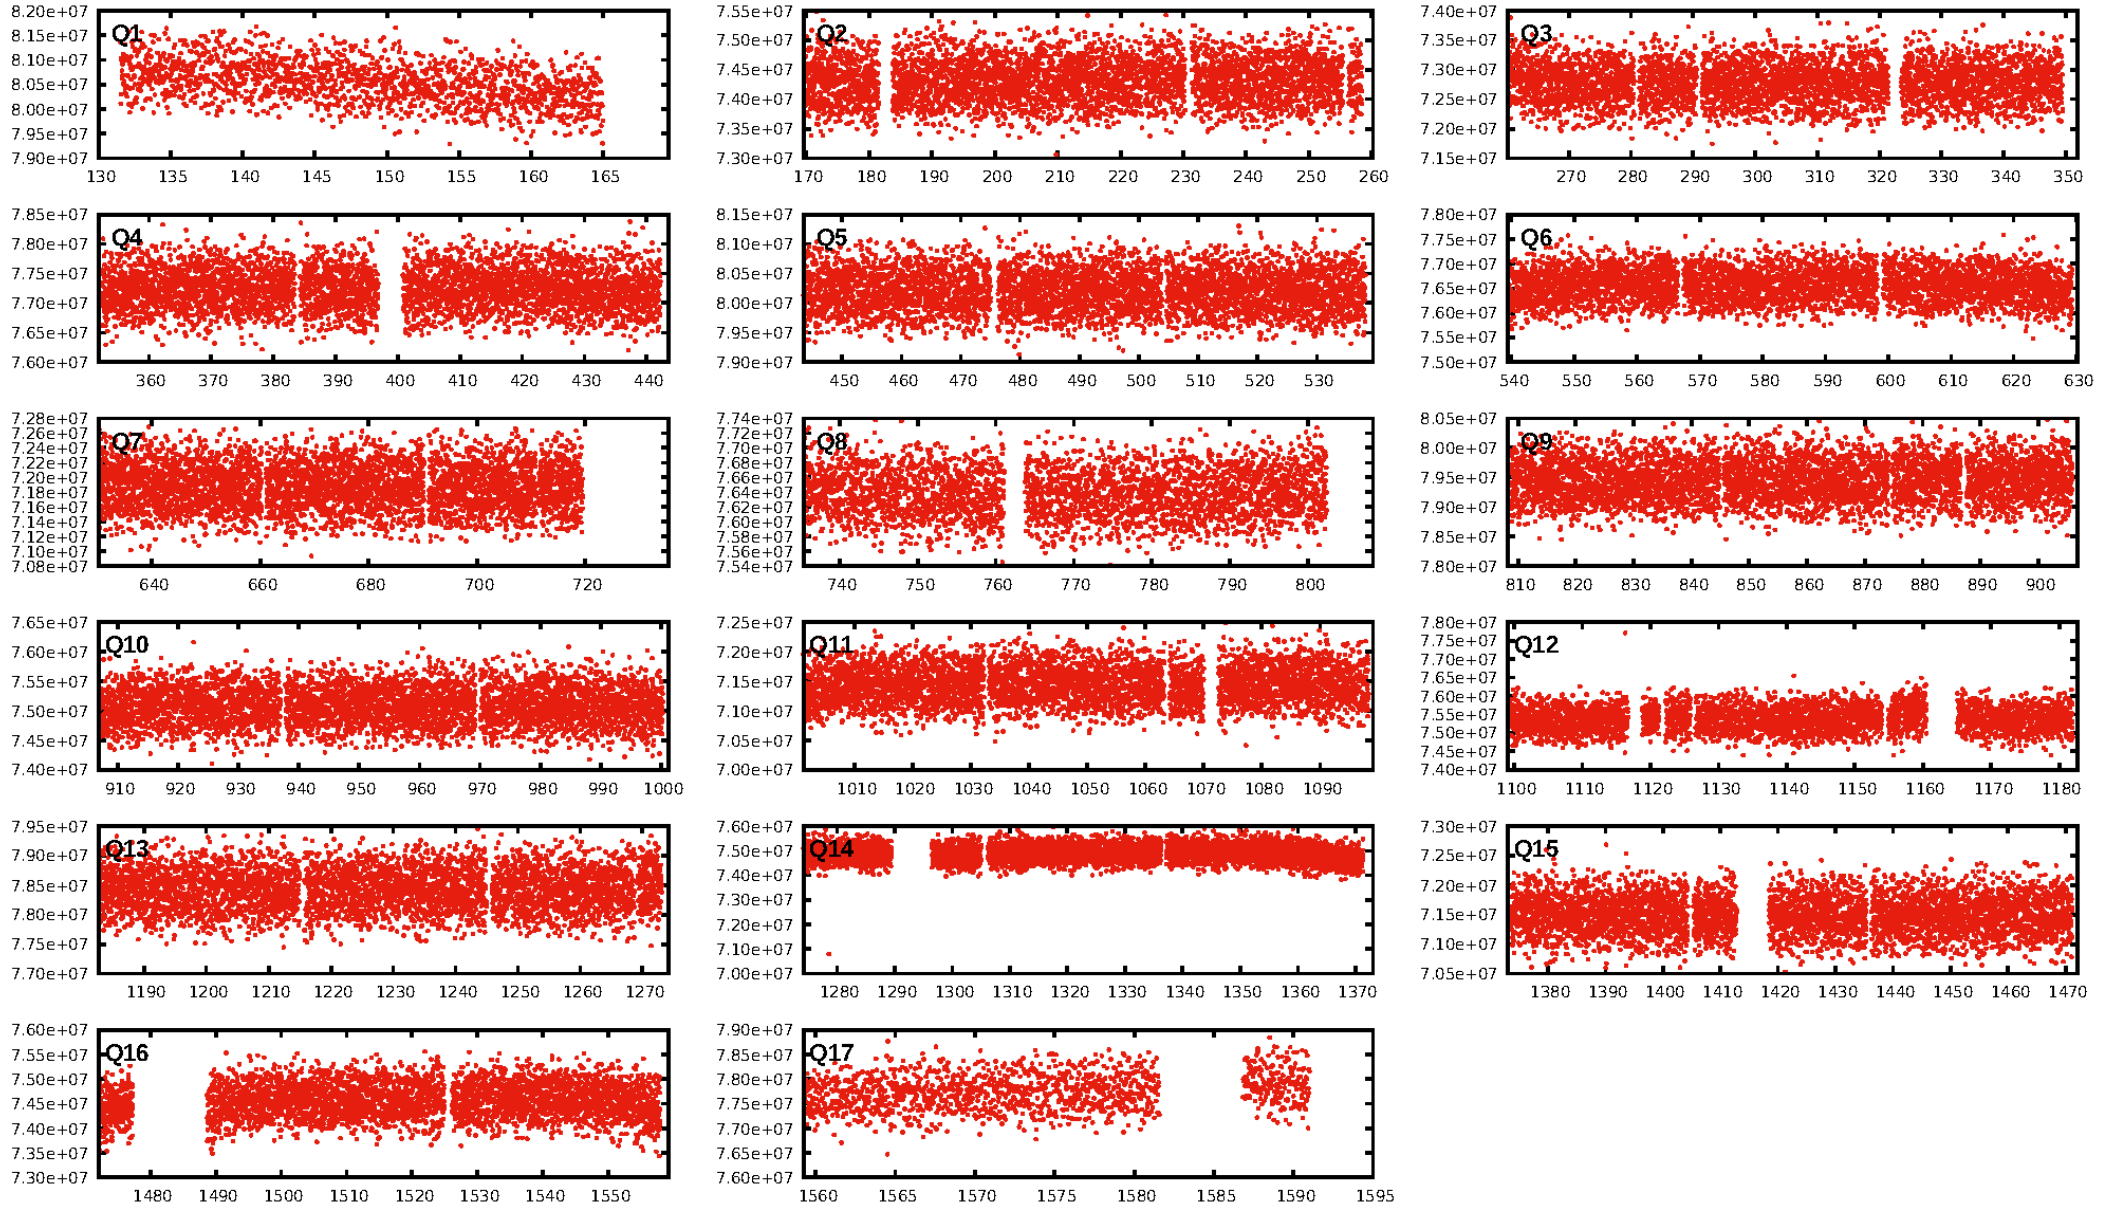 8.20e+07
8.15e+07
8.10e+07
8.05e+07
8.00e+07
7.95e+07
7.90e+07
Q1
130 135 140 145 150 155 160 165
7.55e+07
7.50e+07
7.45e+07
7.40e+07
7.35e+07
7.30e+07
Q2
170 180 190 200 210 220 230 240 250 260
7.40e+07
7.35e+07
7.30e+07
7.25e+07
7.20e+07
7.15e+07
Q3
270 280 290 300 310 320 330 340 350
7.85e+07
7.80e+07
7.75e+07
7.70e+07
7.65e+07
7.60e+07
Q4
360 370 380 390 400 410 420 430 440
8.15e+07
8.10e+07
8.05e+07
8.00e+07
7.95e+07
7.90e+07
Q5
450 460 470 480 490 500 510 520 530
7.80e+07
7.75e+07
7.70e+07
7.65e+07
7.60e+07
7.55e+07
7.50e+07
Q6
540 550 560 570 580 590 600 610 620 630
7.28e+07
7.26e+07
7.24e+07
7.22e+07
7.20e+07
7.18e+07
7.16e+07
7.14e+07
7.12e+07
7.10e+07
7.08e+07
Q7
640 660 680 700 720
7.74e+07
7.72e+07
7.70e+07
7.68e+07
7.66e+07
7.64e+07
7.62e+07
7.60e+07
7.58e+07
7.56e+07
7.54e+07
Q8
740 750 760 770 780 790 800
8.05e+07
8.00e+07
7.95e+07
7.90e+07
7.85e+07
7.80e+07
Q9
810 820 830 840 850 860 870 880 890 900
7.65e+07
7.60e+07
7.55e+07
7.50e+07
7.45e+07
7.40e+07
Q10
910 920 930 940 950 960 970 980 990 1000
7.25e+07
7.20e+07
7.15e+07
7.10e+07
7.05e+07
7.00e+07
Q11
1010 1020 1030 1040 1050 1060 1070 1080 1090
7.80e+07
7.75e+07
7.70e+07
7.65e+07
7.60e+07
7.55e+07
7.50e+07
7.45e+07
7.40e+07
Q12
1100 1110 1120 1130 1140 1150 1160 1170 1180
7.95e+07
7.90e+07
7.85e+07
7.80e+07
7.75e+07
7.70e+07
Q13
1190 1200 1210 1220 1230 1240 1250 1260 1270
7.60e+07
7.50e+07
7.40e+07
7.30e+07
7.20e+07
7.10e+07
7.00e+07
Q14
1280 1290 1300 1310 1320 1330 1340 1350 1360 1370
7.30e+07
7.25e+07
7.20e+07
7.15e+07
7.10e+07
7.05e+07
Q15
1380 1390 1400 1410 1420 1430 1440 1450 1460 1470
7.60e+07
7.55e+07
7.50e+07
7.45e+07
7.40e+07
7.35e+07
7.30e+07
Q16
1480 1490 1500 1510 1520 1530 1540 1550
7.90e+07
7.85e+07
7.80e+07
7.75e+07
7.70e+07
7.65e+07
7.60e+07
Q17
1560 1565 1570 1575 1580 1585 1590 1595